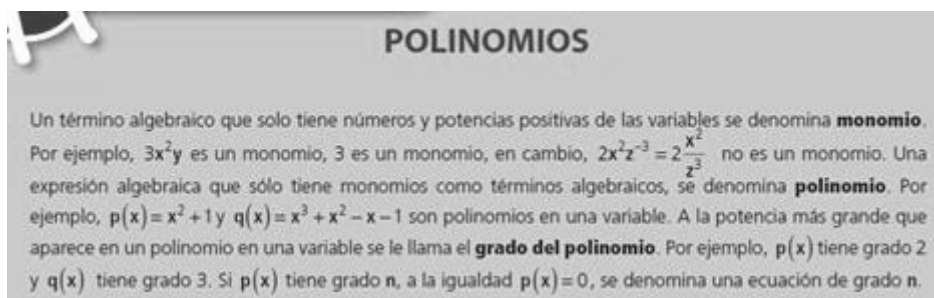 POLINOMIOS
Un término algebraico que solo tiene números y potencias positivas de las variables se denomina monomio.
Por ejemplo, 3x²y es un monomio, 3 es un monomio, en cambio, 2x²z⁻³ = 2 x²/z³ no es un monomio. Una
expresión algebraica que sólo tiene monomios como términos algebraicos, se denomina polinomio. Por
ejemplo, p(x) = x² + 1 y q(x) = x³ + x² – x – 1 son polinomios en una variable. A la potencia más grande que
aparece en un polinomio en una variable se le llama el grado del polinomio. Por ejemplo, p(x) tiene grado 2
y q(x) tiene grado 3. Si p(x) tiene grado n, a la igualdad p(x) = 0, se denomina una ecuación de grado n.